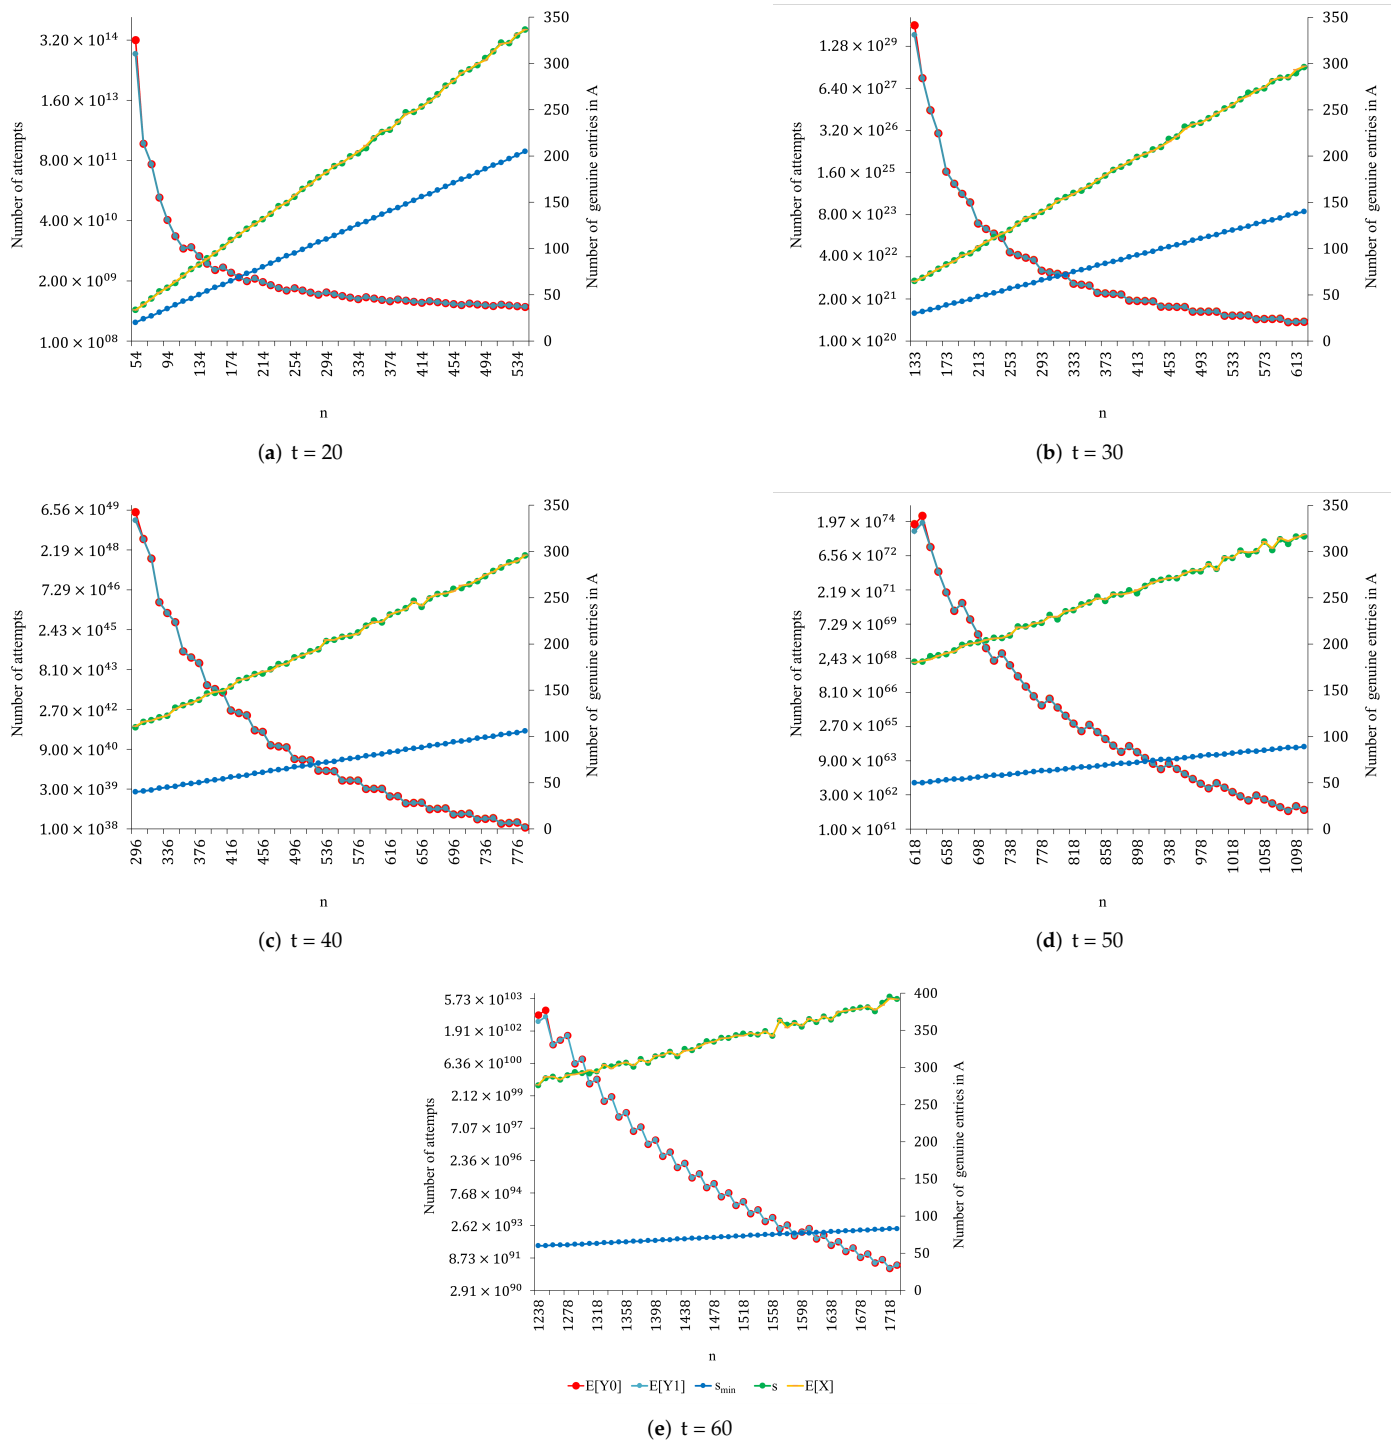 Number of attempts
3.20 × 10^14
1.60 × 10^13
8.00 × 10^11
4.00 × 10^10
2.00 × 10^09
1.00 × 10^08
350
300
250
200
150
100
50
0
Number of genuine entries in A
54 94 134 174 214 254 294 334 374 414 454 494 534
n
(a) t = 20
Number of attempts
1.28 × 10^29
6.40 × 10^27
3.20 × 10^26
1.60 × 10^25
8.00 × 10^23
4.00 × 10^22
2.00 × 10^21
1.00 × 10^20
350
300
250
200
150
100
50
0
Number of genuine entries in A
133 173 213 253 293 333 373 413 453 493 533 573 613
n
(b) t = 30
Number of attempts
6.56 × 10^49
2.19 × 10^48
7.29 × 10^46
2.43 × 10^45
8.10 × 10^43
2.70 × 10^42
9.00 × 10^40
3.00 × 10^39
1.00 × 10^38
350
300
250
200
150
100
50
0
Number of genuine entries in A
296 336 376 416 456 496 536 576 616 656 696 736 776
n
(c) t = 40
Number of attempts
1.97 × 10^74
6.56 × 10^72
2.19 × 10^71
7.29 × 10^69
2.43 × 10^68
8.10 × 10^66
2.70 × 10^65
9.00 × 10^63
3.00 × 10^62
1.00 × 10^61
350
300
250
200
150
100
50
0
Number of genuine entries in A
618 658 698 738 778 818 858 898 938 978 1018 1058 1098
n
(d) t = 50
Number of attempts
5.73 × 10^103
1.91 × 10^102
6.36 × 10^100
2.12 × 10^99
7.07 × 10^97
2.36 × 10^96
7.68 × 10^94
2.62 × 10^93
8.73 × 10^91
2.91 × 10^90
400
350
300
250
200
150
100
50
0
Number of genuine entries in A
1238 1278 1318 1358 1398 1438 1478 1518 1558 1598 1638 1678 1718
n
E[Y0] E[Y1] s_min s E[X]
(e) t = 60